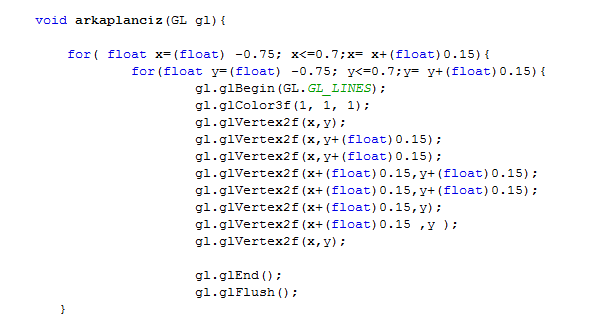 void arkaplanciz(GL gl){
for( float x=(float) -0.75; x<=0.7;x= x+(float)0.15){
for(float y=(float) -0.75; y<=0.7;y= y+(float)0.15){
gl.glBegin(GL.GL_LINES);
gl.glColor3f(1, 1, 1);
gl.glVertex2f(x,y);
gl.glVertex2f(x,y+(float)0.15);
gl.glVertex2f(x,y+(float)0.15);
gl.glVertex2f(x+(float)0.15,y+(float)0.15);
gl.glVertex2f(x+(float)0.15,y+(float)0.15);
gl.glVertex2f(x+(float)0.15,y);
gl.glVertex2f(x+(float)0.15 ,y );
gl.glVertex2f(x,y);
gl.glEnd();
gl.glFlush();
}